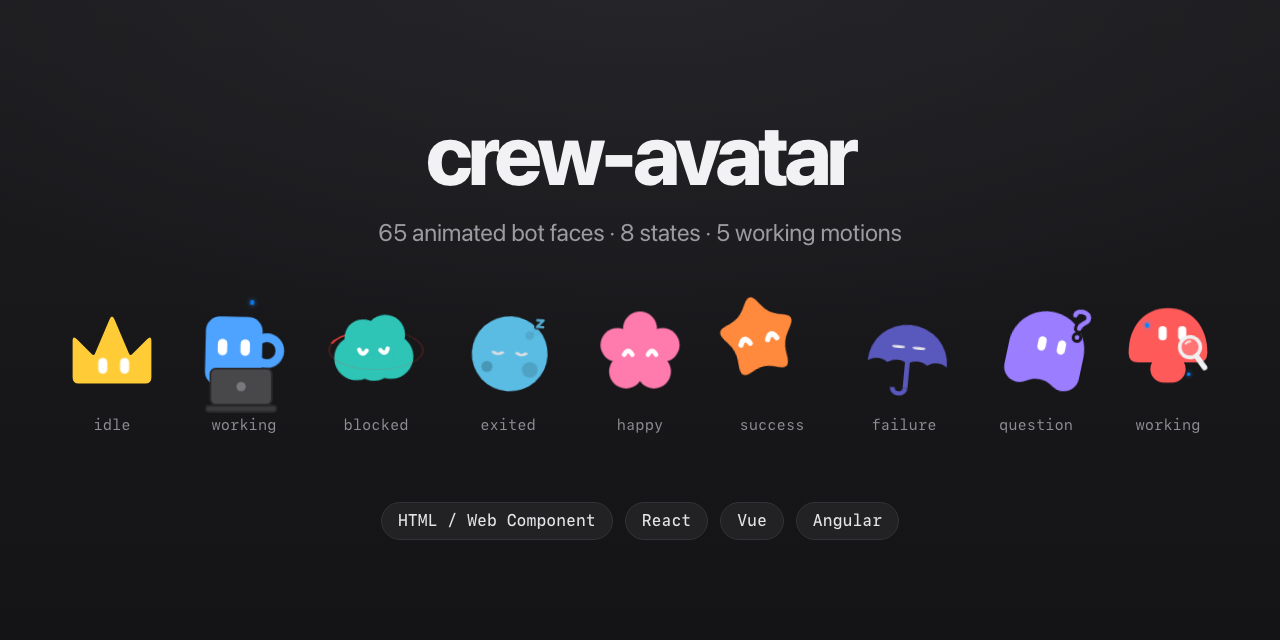 crew-avatar
65 animated bot faces · 8 states · 5 working motions
z
?
idle
working
blocked
exited
happy
success
failure
question
working
HTML / Web Component
React
Vue
Angular